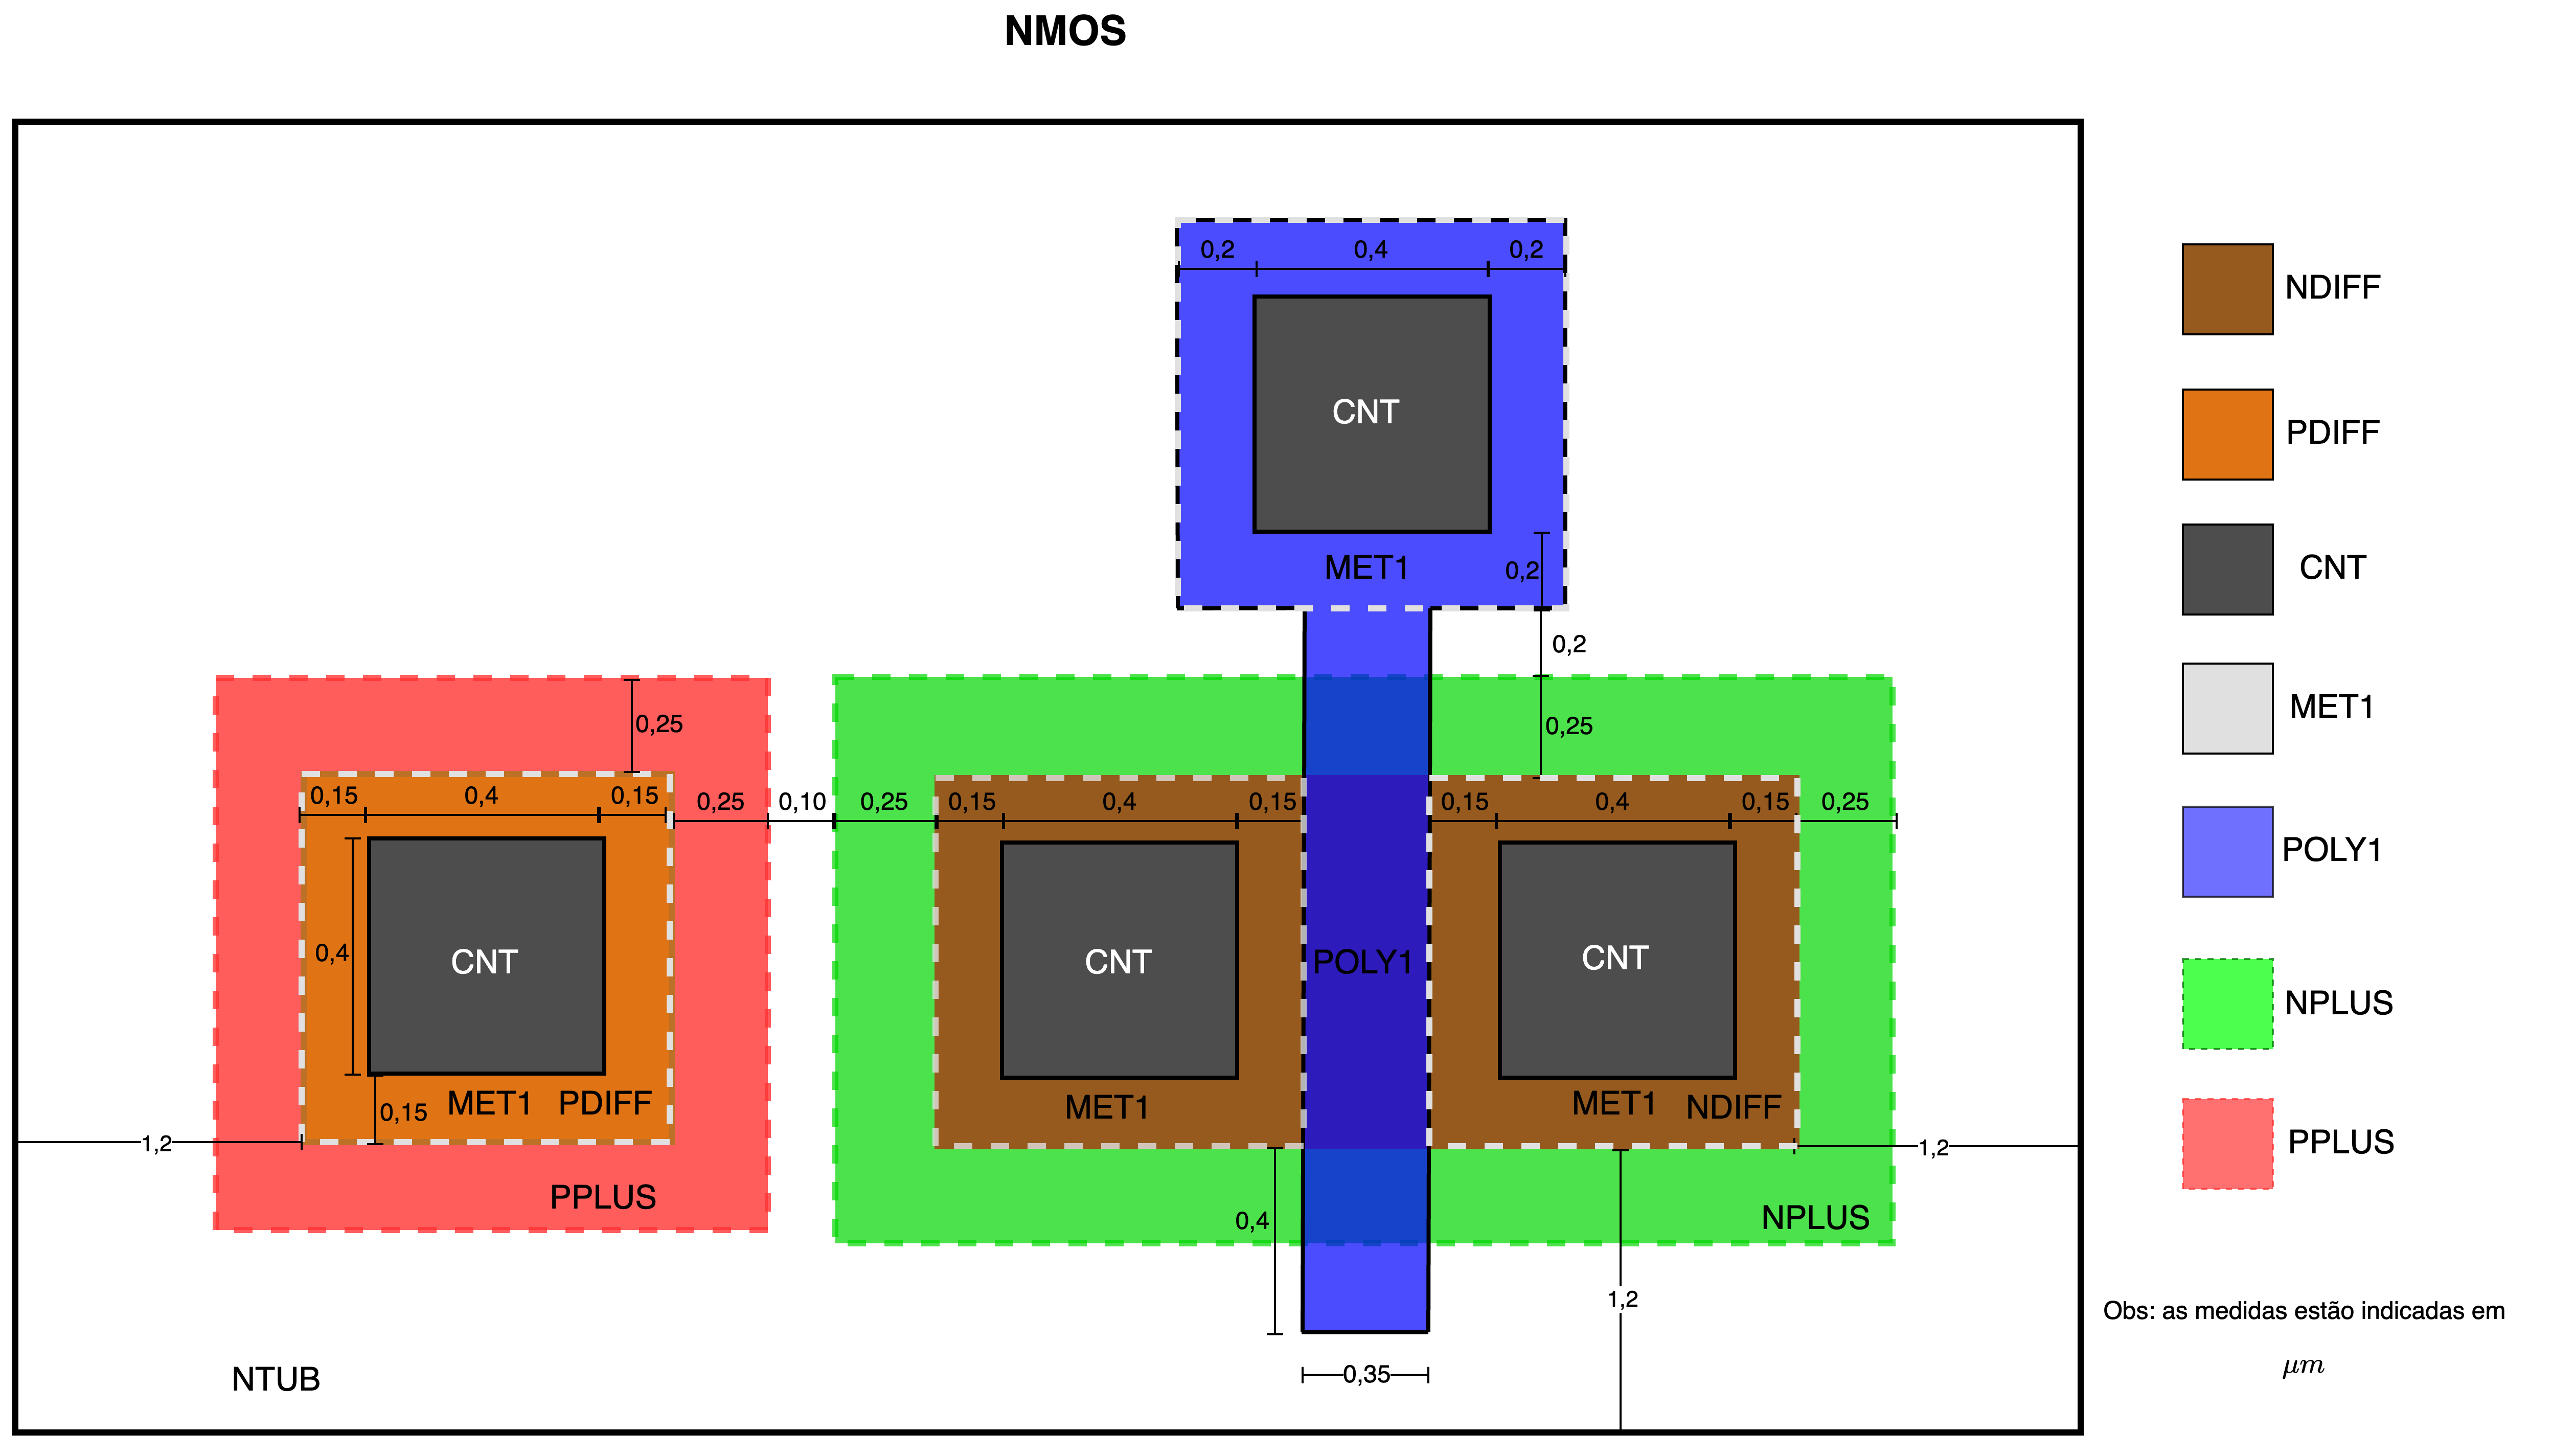 NMOS
0,2 0,4 0,2
CNT
MET1
0,2
0,2
0,25
0,25
0,15 0,4 0,15
0,25 0,10 0,25
0,15 0,4 0,15
0,15 0,4 0,15
0,25
0,4
CNT
CNT
POLY1
CNT
0,15
MET1 PDIFF
MET1
MET1 NDIFF
1,2
1,2
PPLUS
0,4
NPLUS
1,2
NTUB
0,35
NDIFF
PDIFF
CNT
MET1
POLY1
NPLUS
PPLUS
Obs: as medidas estão indicadas em
μm